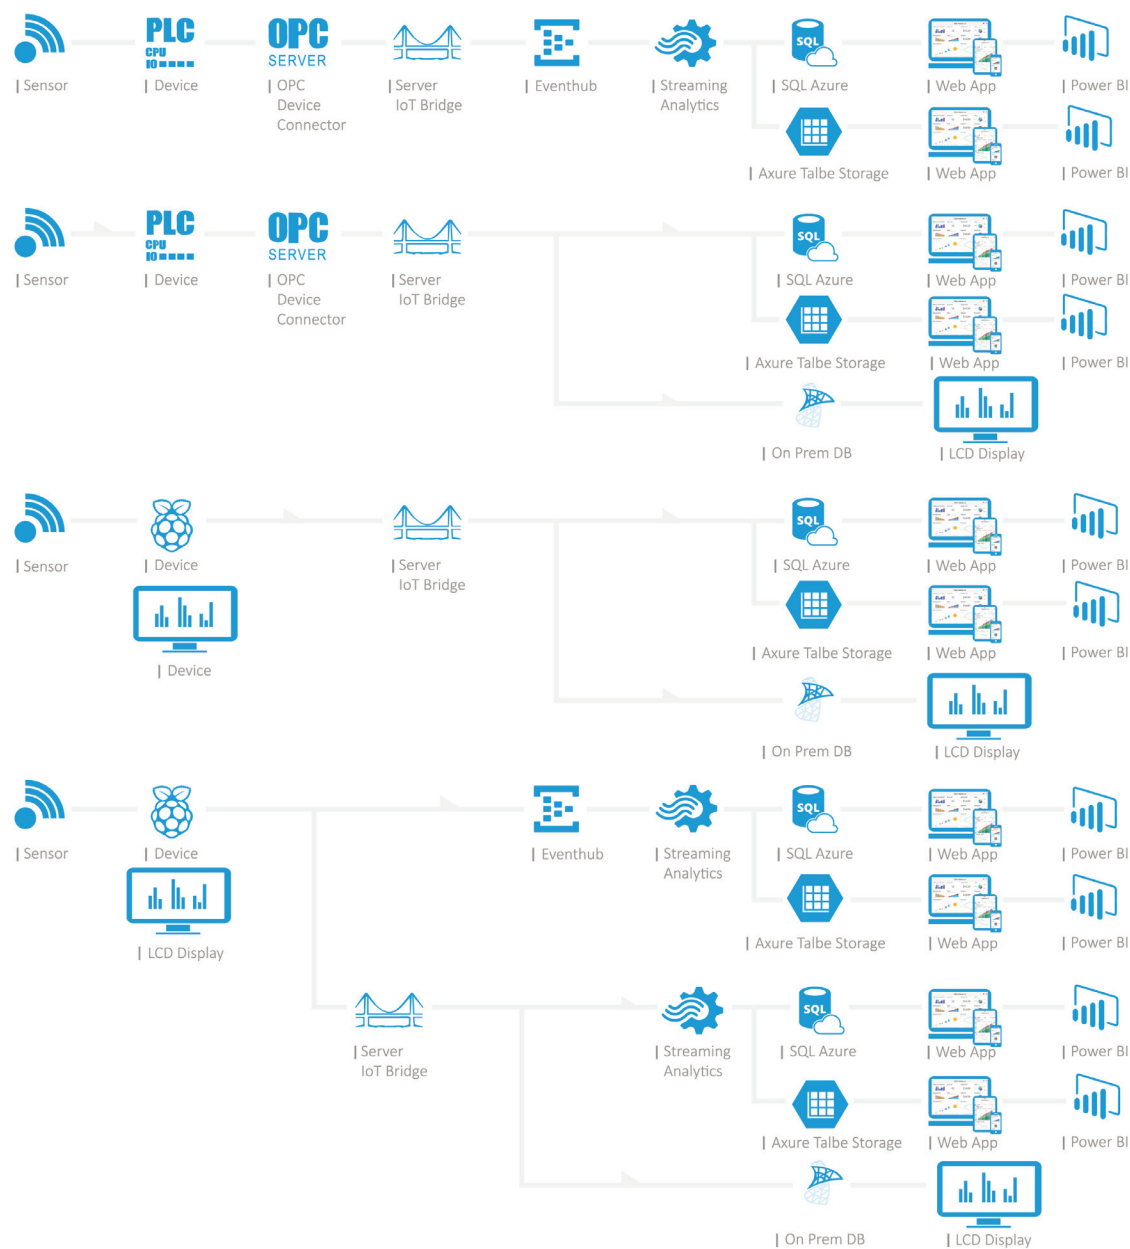 PLC
CPU
IO
OPC
SERVER
SQL
| Sensor
| Device
| OPC
Device
Connector
| Server
IoT Bridge
| Eventhub
| Streaming
Analytics
| SQL Azure
| Web App
| Power BI
| Axure Talbe Storage
| Web App
| Power BI
PLC
CPU
IO
OPC
SERVER
SQL
| Sensor
| Device
| OPC
Device
Connector
| Server
IoT Bridge
| SQL Azure
| Web App
| Power BI
| Axure Talbe Storage
| Web App
| Power BI
| On Prem DB
| LCD Display
SQL
| Sensor
| Device
| Server
IoT Bridge
| SQL Azure
| Web App
| Power BI
| Device
| Axure Talbe Storage
| Web App
| Power BI
| On Prem DB
| LCD Display
SQL
| Sensor
| Device
| Eventhub
| Streaming
Analytics
| SQL Azure
| Web App
| Power BI
| LCD Display
| Axure Talbe Storage
| Web App
| Power BI
SQL
| Server
IoT Bridge
| Streaming
Analytics
| SQL Azure
| Web App
| Power BI
| Axure Talbe Storage
| Web App
| Power BI
| On Prem DB
| LCD Display